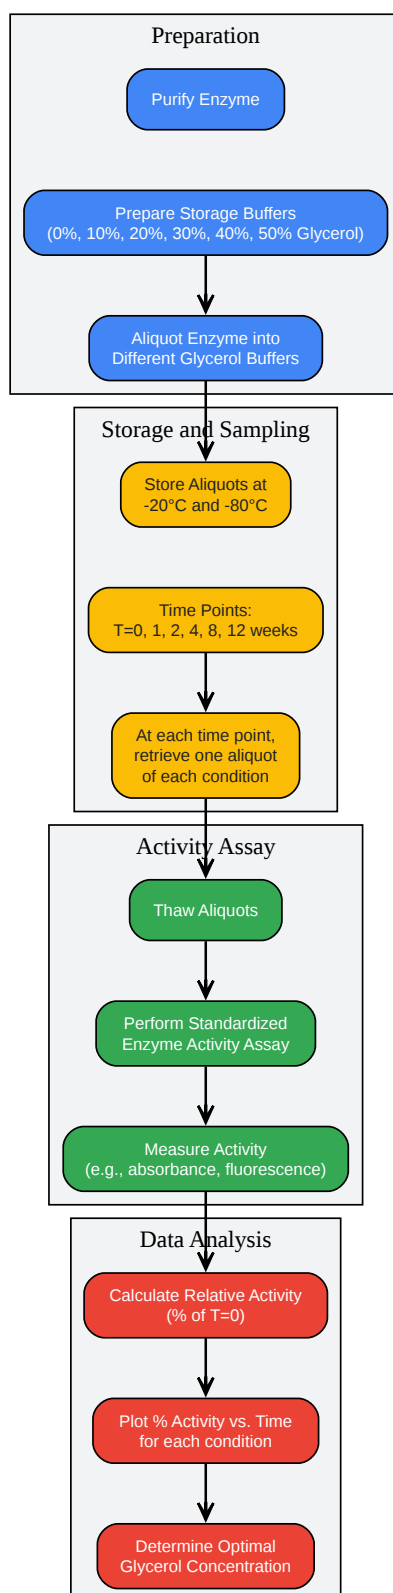 Preparation
Purify Enzyme
Prepare Storage Buffers
(0%, 10%, 20%, 30%, 40%, 50% Glycerol)
Aliquot Enzyme into
Different Glycerol Buffers
Storage and Sampling
Store Aliquots at
-20°C and -80°C
Time Points:
T=0, 1, 2, 4, 8, 12 weeks
At each time point,
retrieve one aliquot
of each condition
Activity Assay
Thaw Aliquots
Perform Standardized
Enzyme Activity Assay
Measure Activity
(e.g., absorbance, fluorescence)
Data Analysis
Calculate Relative Activity
(% of T=0)
Plot % Activity vs. Time
for each condition
Determine Optimal
Glycerol Concentration